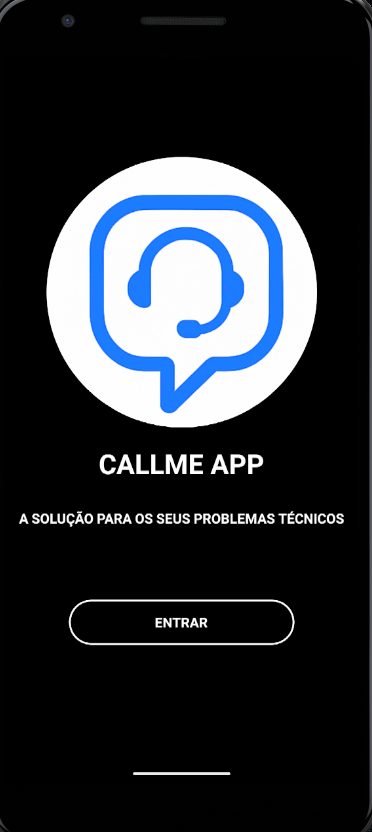 CALLME APP
A SOLUÇÃO PARA OS SEUS PROBLEMAS TÉCNICOS
ENTRAR